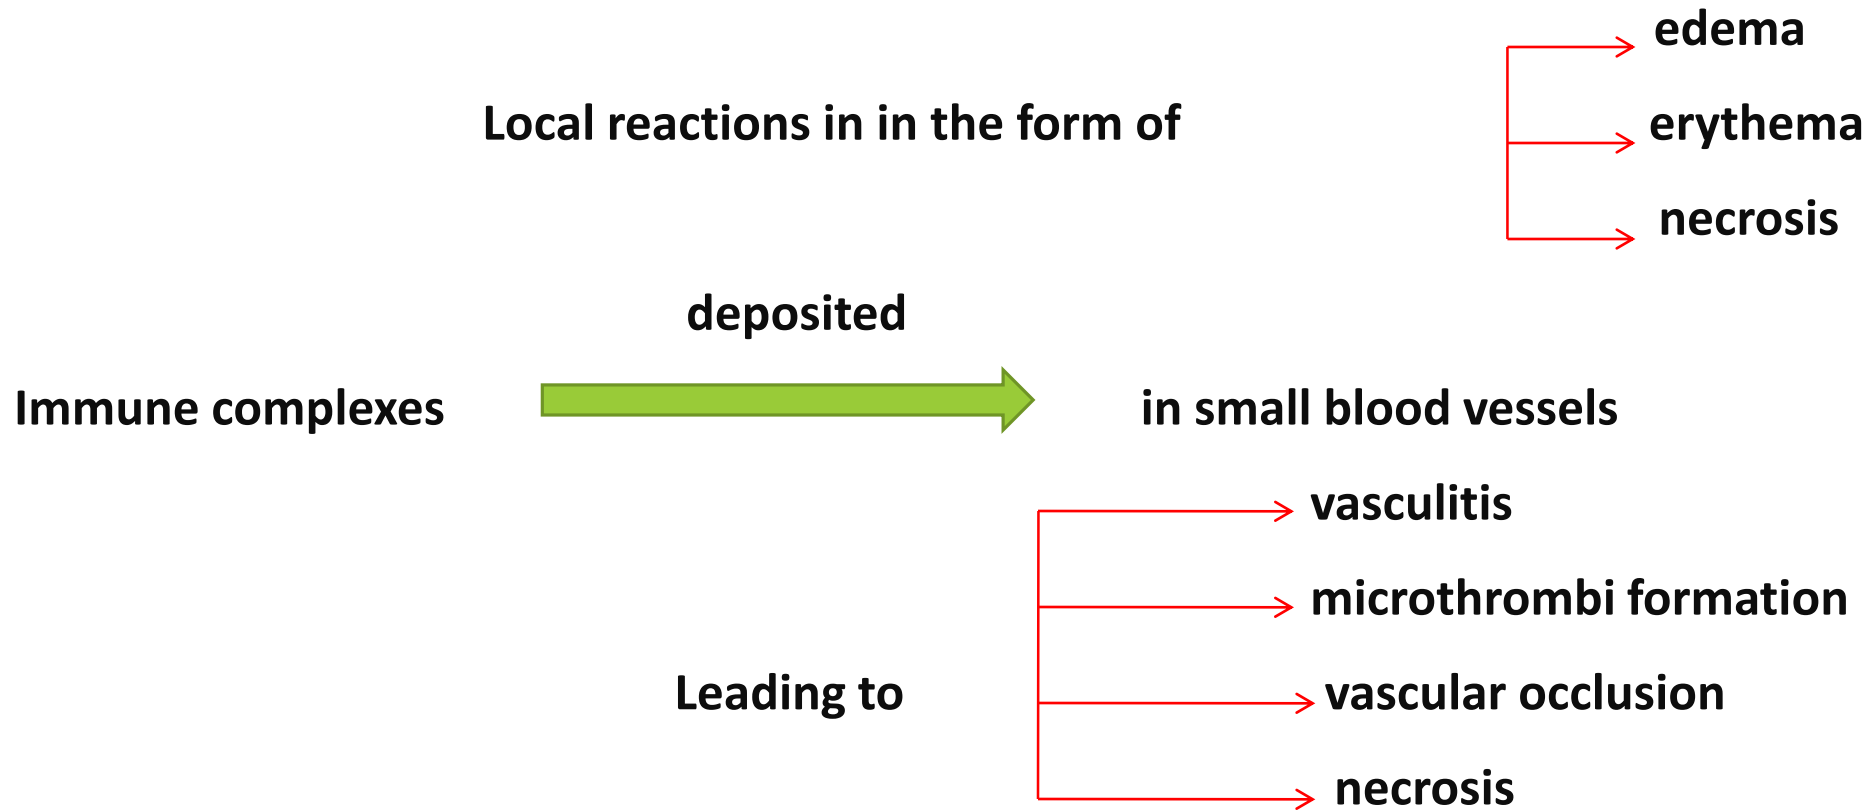 edema
Local reactions in in the form of
erythema
necrosis
deposited
Immune complexes
in small blood vessels
vasculitis
microthrombi formation
Leading to
vascular occlusion
necrosis